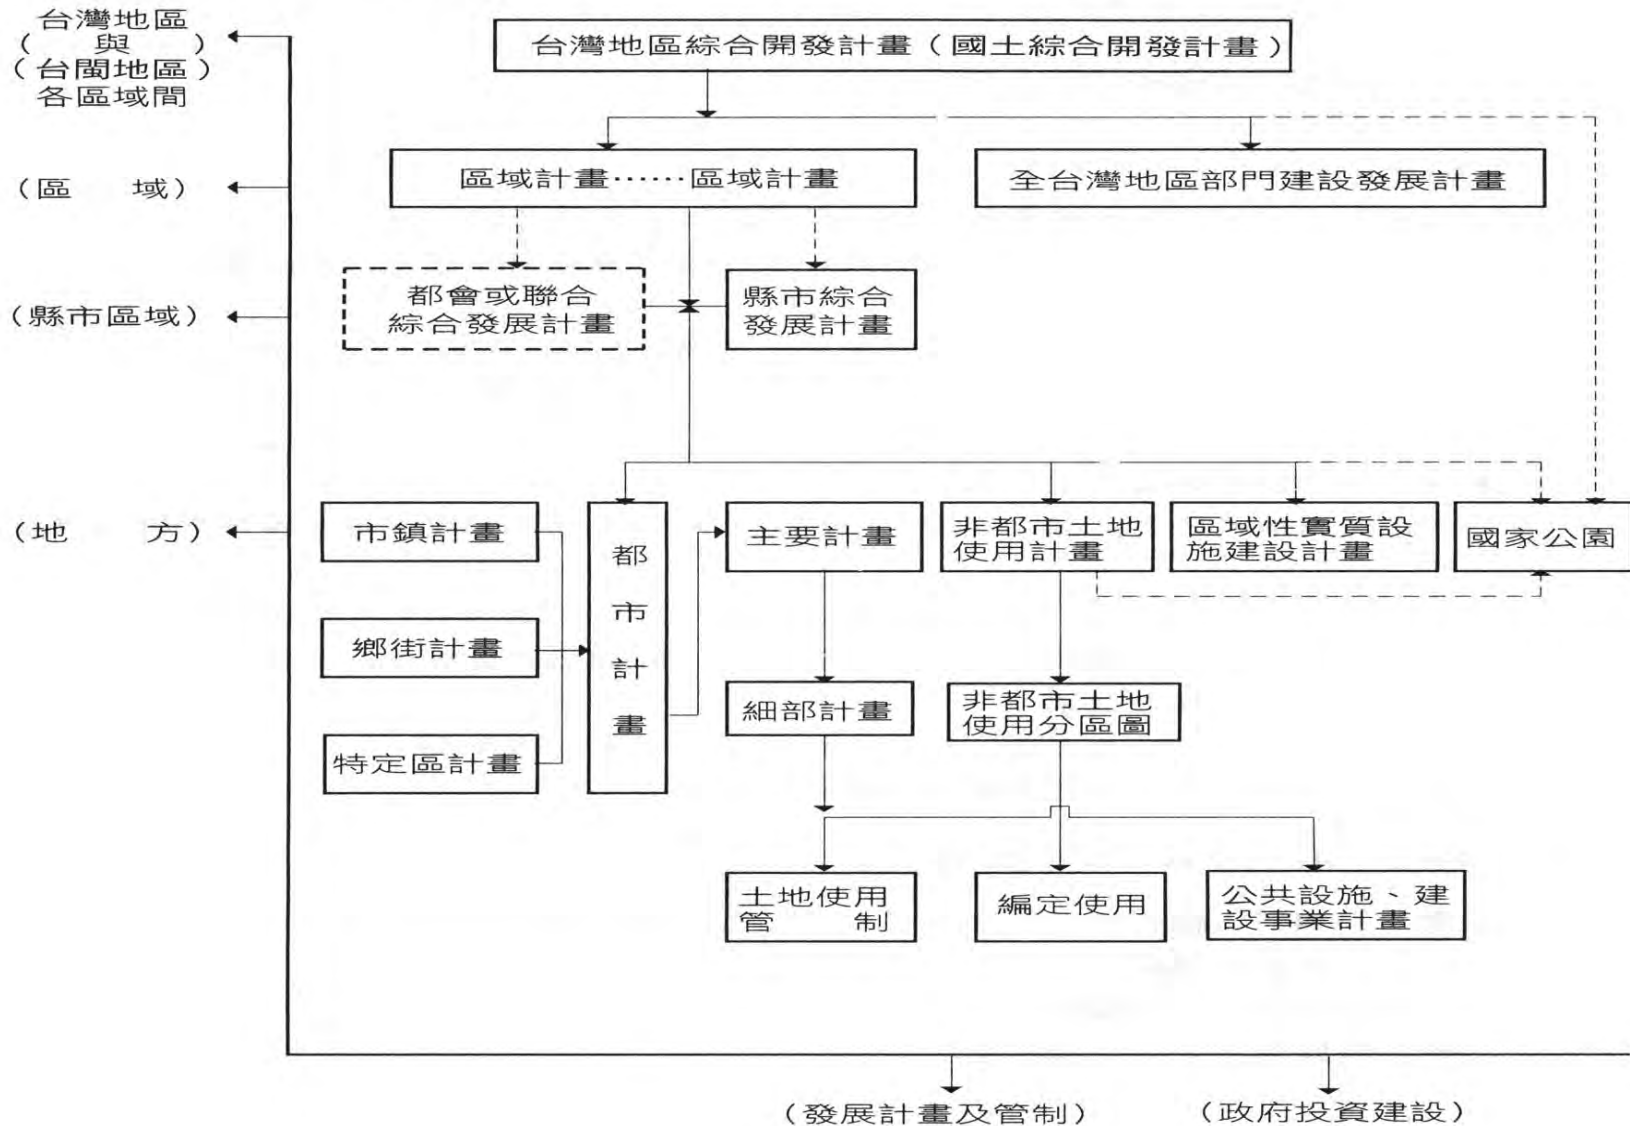 台灣地區
(與)
(台閩地區)
各區域間
台灣地區綜合開發計畫(國土綜合開發計畫)
(區域)
區域計畫……區域計畫
全台灣地區部門建設發展計畫
(縣市區域)
都會或聯合
綜合發展計畫
縣市綜合
發展計畫
(地方)
市鎮計畫
鄉街計畫
特定區計畫
都
市
計
畫
主要計畫
非都市土地
使用計畫
區域性實質設
施建設計畫
國家公園
細部計畫
非都市土地
使用分區圖
土地使用
管制
編定使用
公共設施、建
設事業計畫
(發展計畫及管制)
(政府投資建設)